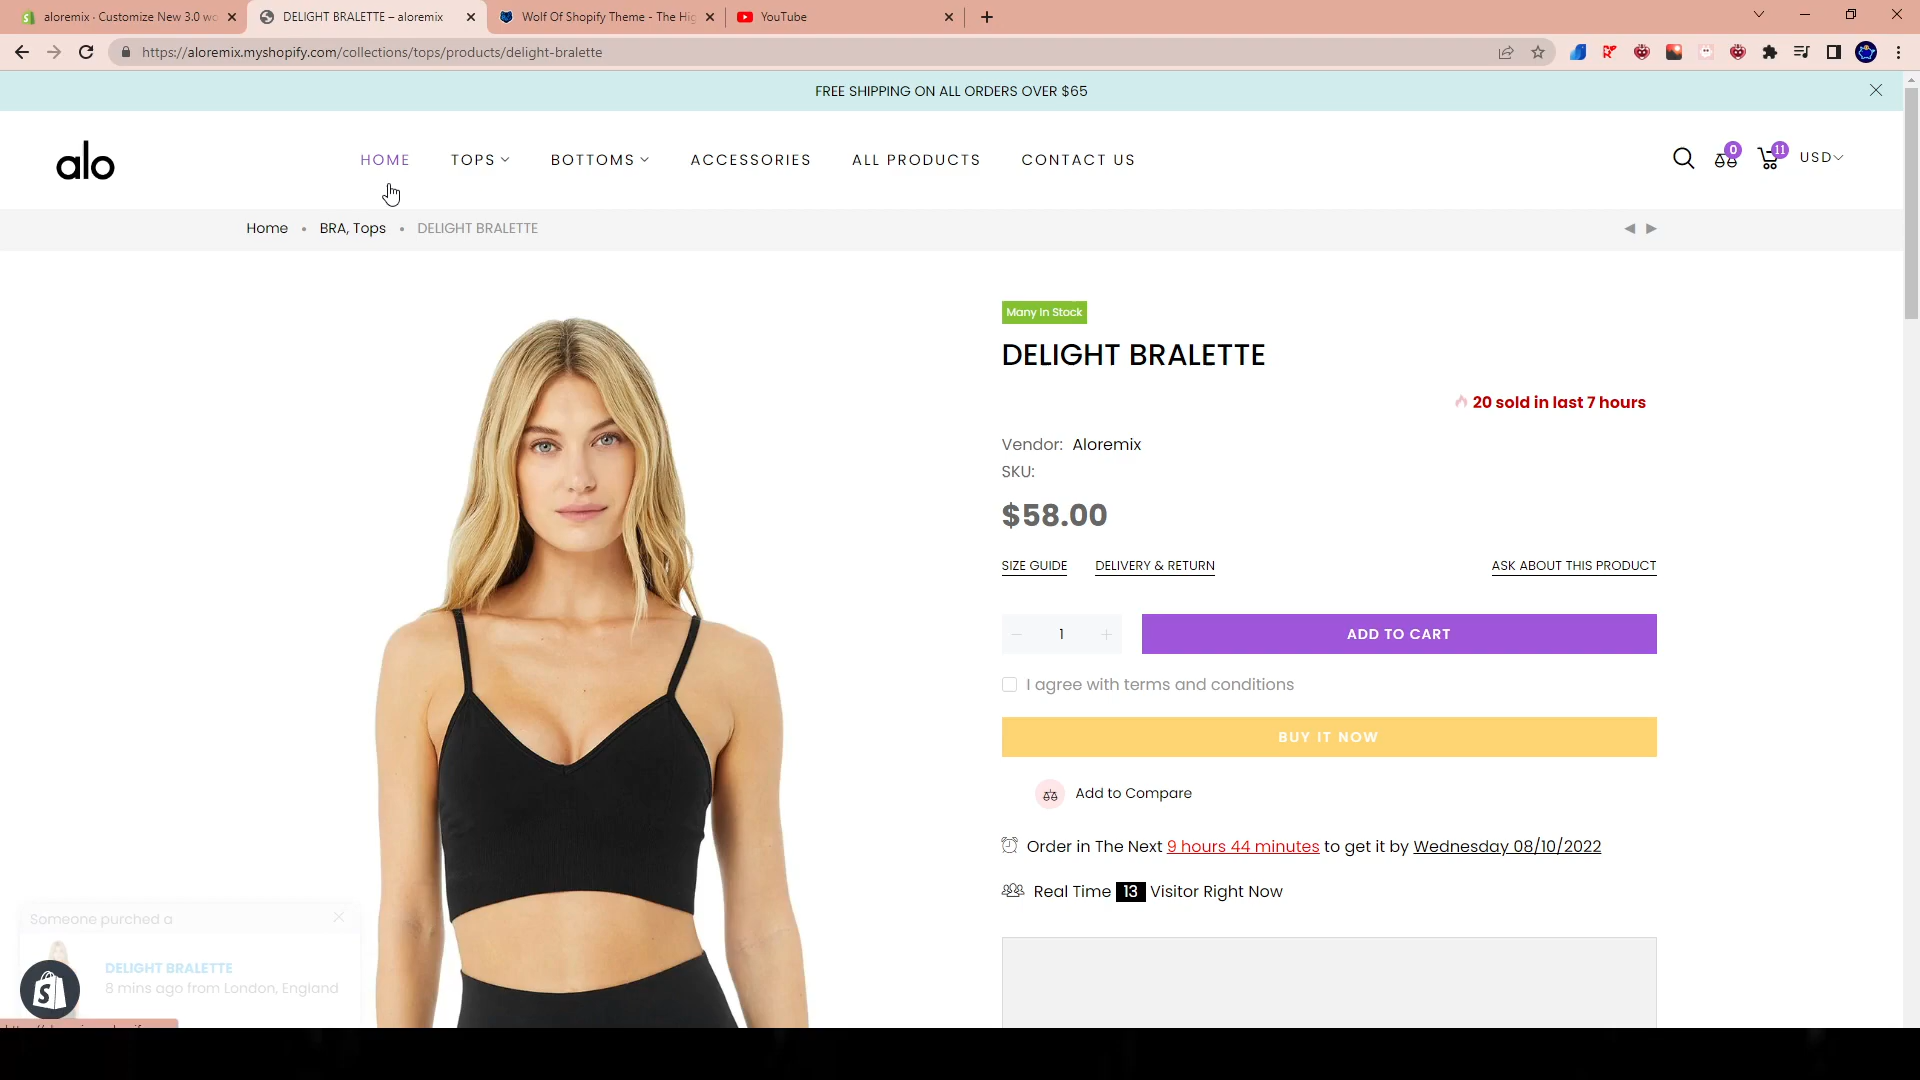 aloremix · Customize New 3.0 wo
DELIGHT BRALETTE – aloremix
Wolf Of Shopify Theme - The Hig
YouTube
https://aloremix.myshopify.com/collections/tops/products/delight-bralette
FREE SHIPPING ON ALL ORDERS OVER $65
alo
HOME
TOPS
BOTTOMS
ACCESSORIES
ALL PRODUCTS
CONTACT US
0
11
USD
Home • BRA, Tops • DELIGHT BRALETTE
Many In Stock
DELIGHT BRALETTE
20 sold in last 7 hours
Vendor: Aloremix
SKU:
$58.00
SIZE GUIDE
DELIVERY & RETURN
ASK ABOUT THIS PRODUCT
1
ADD TO CART
I agree with terms and conditions
BUY IT NOW
Add to Compare
Order in The Next 9 hours 44 minutes to get it by Wednesday 08/10/2022
Real Time 13 Visitor Right Now
Someone purched a
DELIGHT BRALETTE
8 mins ago from London, England